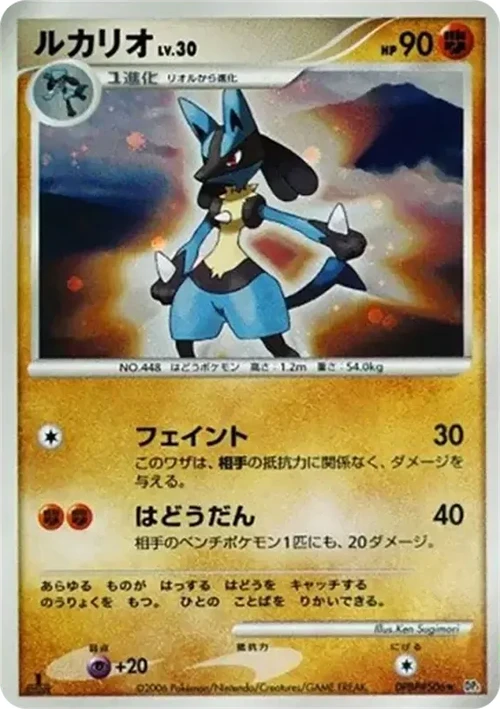 ルカリオ LV.30 HP 90
1進化 リオルから進化
NO.448 はどうポケモン 高さ：1.2m 重さ：54.0kg
フェイント 30
このワザは、相手の抵抗力に関係なく、ダメージを与える。
はどうだん 40
相手のベンチポケモン1匹にも、20ダメージ。
あらゆる ものが はっする はどうを キャッチする
のうりょくを もつ。ひとの ことばを りかいできる。
Illus.Ken Sugimori
弱点 抵抗力 にげる
+20
©2006 Pokémon/Nintendo/Creatures/GAME FREAK.
DPBP#506